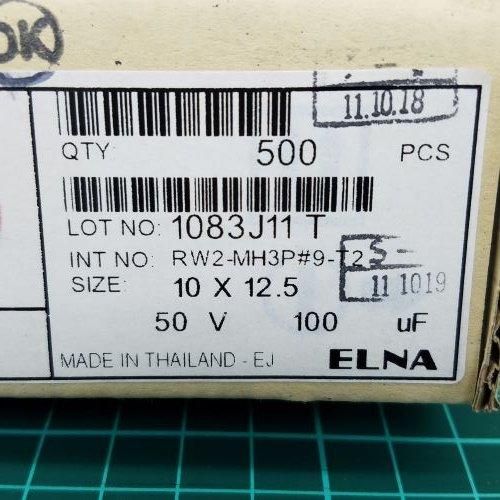 OK
11.10.18
QTY: 500 PCS
LOT NO: 1083J11 T
INT NO: RW2-MH3P#9-T2
S -
SIZE: 10 X 12.5
11 1019
50 V 100 uF
MADE IN THAILAND - EJ ELNA